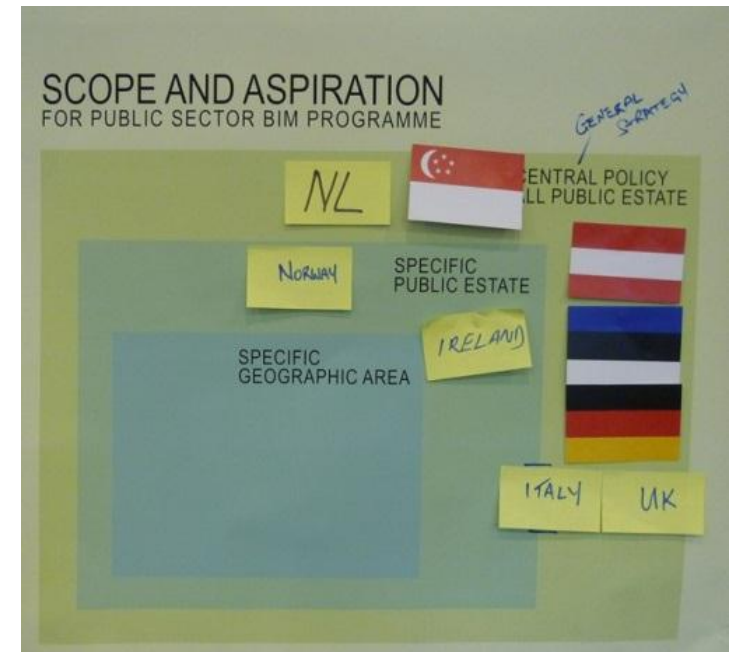 SCOPE AND ASPIRATION
FOR PUBLIC SECTOR BIM PROGRAMME
GENERAL
STRATEGY
NL
ENTRAL POLICY
LL PUBLIC ESTATE
NORWAY
SPECIFIC
PUBLIC ESTATE
IRELAND
SPECIFIC
GEOGRAPHIC AREA
ITALY
UK